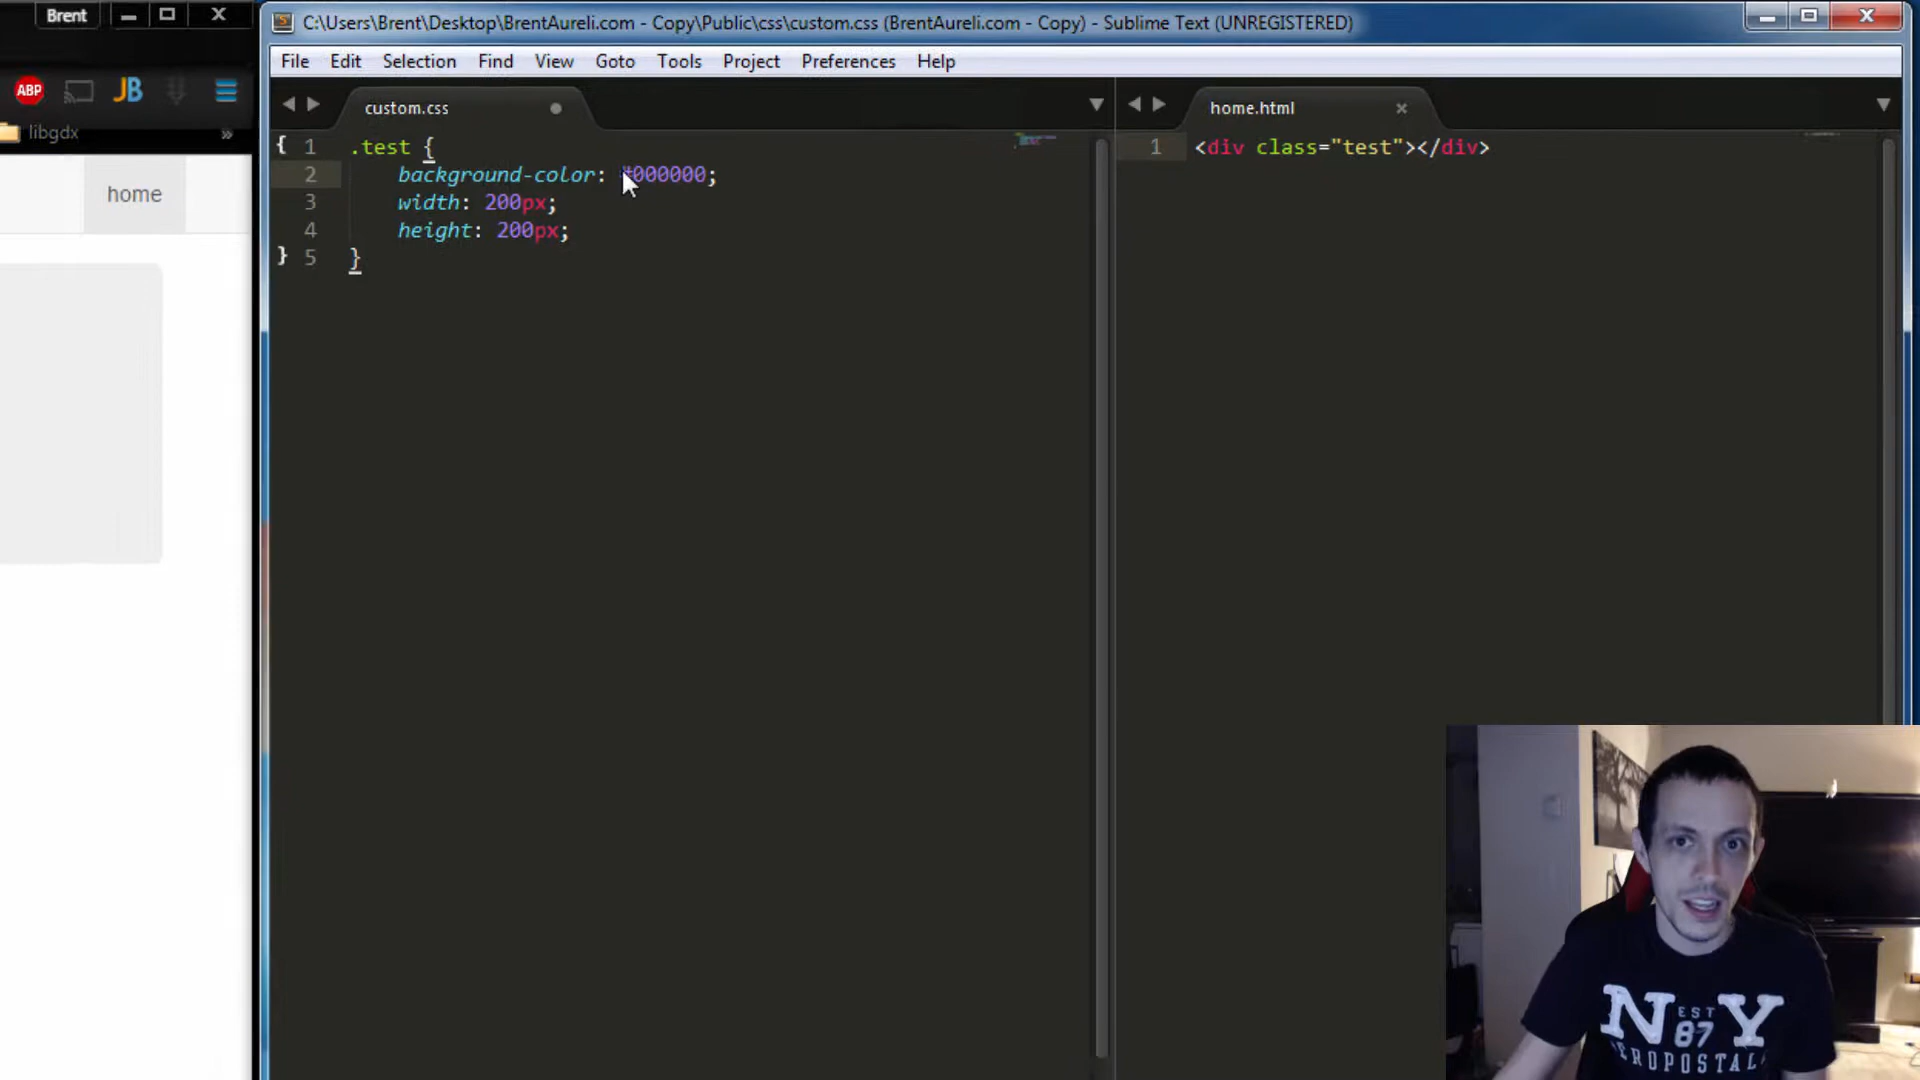 Brent
C:\Users\Brent\Desktop\BrentAureli.com - Copy\Public\css\custom.css (BrentAureli.com - Copy) - Sublime Text (UNREGISTERED)
File Edit Selection Find View Goto Tools Project Preferences Help
ABP
JB
libgdx
»
home
custom.css
home.html
1 .test {
2 background-color: #000000;
3 width: 200px;
4 height: 200px;
5 }
1 <div class="test"></div>
N EST Y
87